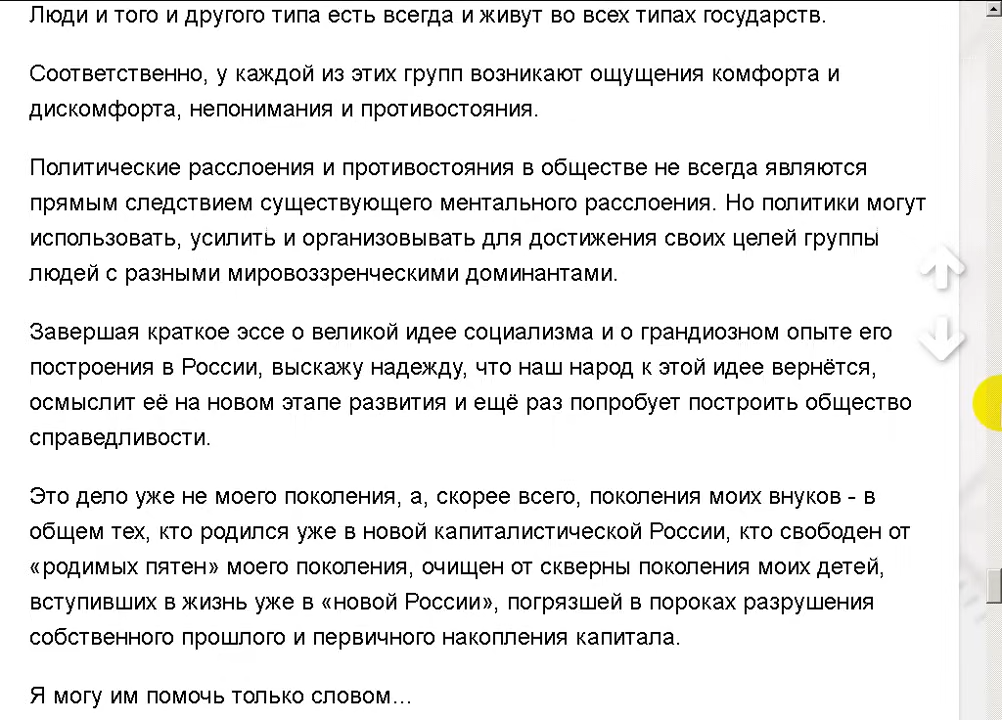 Люди и того и другого типа есть всегда и живут во всех типах государств.
Соответственно, у каждой из этих групп возникают ощущения комфорта и
дискомфорта, непонимания и противостояния.
Политические расслоения и противостояния в обществе не всегда являются
прямым следствием существующего ментального расслоения. Но политики могут
использовать, усилить и организовывать для достижения своих целей группы
людей с разными мировоззренческими доминантами.
Завершая краткое эссе о великой идее социализма и о грандиозном опыте его
построения в России, выскажу надежду, что наш народ к этой идее вернётся,
осмыслит её на новом этапе развития и ещё раз попробует построить общество
справедливости.
Это дело уже не моего поколения, а, скорее всего, поколения моих внуков - в
общем тех, кто родился уже в новой капиталистической России, кто свободен от
«родимых пятен» моего поколения, очищен от скверны поколения моих детей,
вступивших в жизнь уже в «новой России», погрязшей в пороках разрушения
собственного прошлого и первичного накопления капитала.
Я могу им помочь только словом...